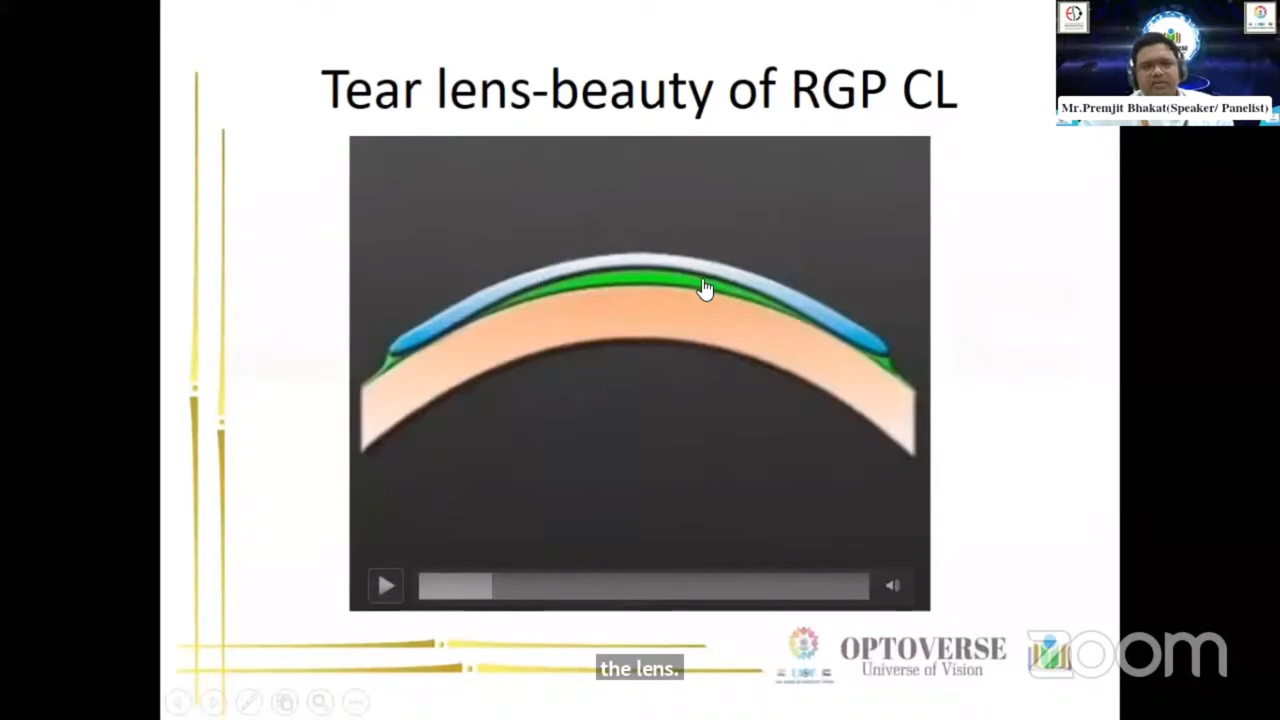 Tear lens-beauty of RGP CL
Mr.Premjit Bhakat(Speaker/ Panelist)
OPTOVERSE
Universe of Vision
zoom
the lens.